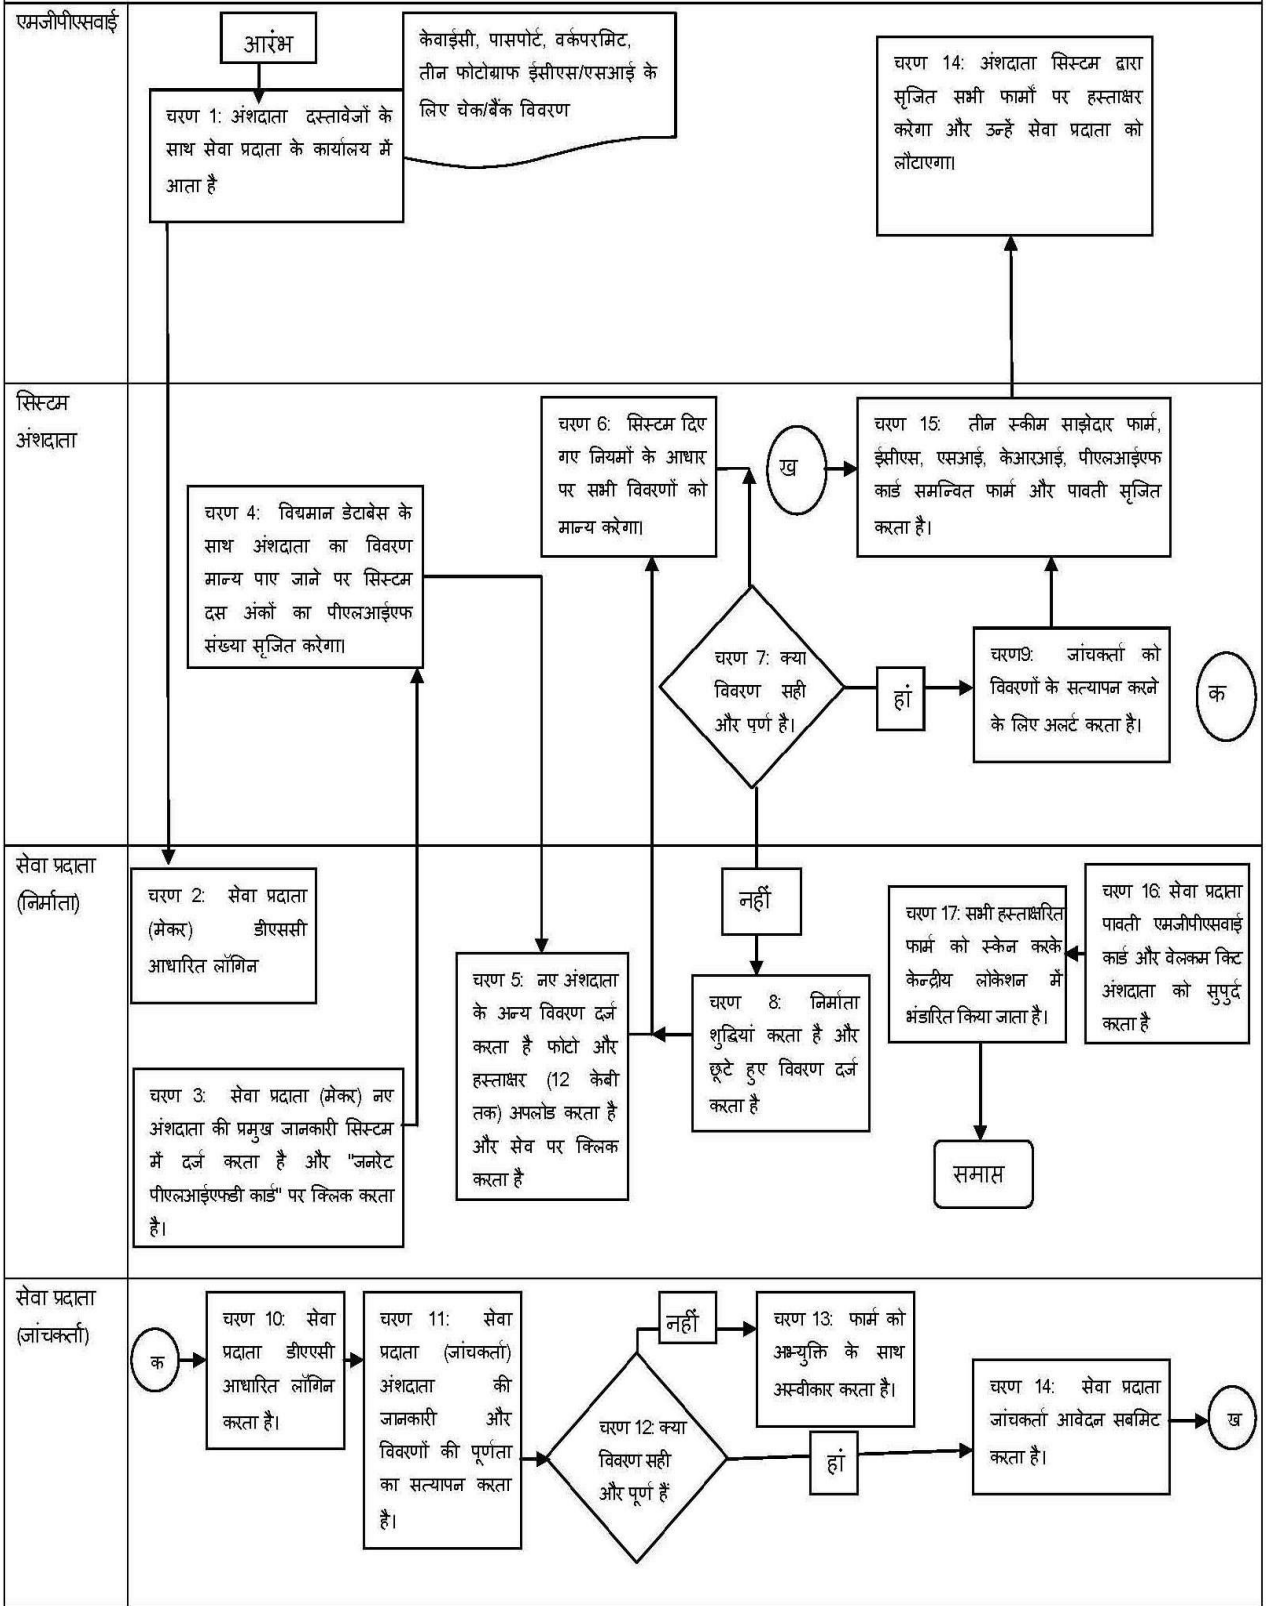 एमजीपीएसवाई
आरंभ
केवाईसी, पासपोर्ट, वर्कपरमिट,
तीन फोटोग्राफ ईसीएस/एसआई के
लिए चेक/बैंक विवरण
चरण 1: अंशदाता दस्तावेजों के
साथ सेवा प्रदाता के कार्यालय में
आता है
चरण 14: अंशदाता सिस्टम द्वारा
सृजित सभी फार्मों पर हस्ताक्षर
करेगा और उन्हें सेवा प्रदाता को
लौटाएगा।
सिस्टम
अंशदाता
चरण 4: विद्यमान डेटाबेस के
साथ अंशदाता का विवरण
मान्य पाए जाने पर सिस्टम
दस अंकों का पीएलआईएफ
संख्या सृजित करेगा।
चरण 6: सिस्टम दिए
गए नियमों के आधार
पर सभी विवरणों को
मान्य करेगा।
ख
चरण 15: तीन स्कीम साझेदार फार्म,
ईसीएस, एसआई, केआरआई, पीएलआईएफ
कार्ड समन्वित फार्म और पावती सृजित
करता है।
चरण 7: क्या
विवरण सही
और पूर्ण है।
हां
चरण9: जांचकर्ता को
विवरणों के सत्यापन करने
के लिए अलर्ट करता है।
क
सेवा प्रदाता
(निर्माता)
चरण 2: सेवा प्रदाता
(मेकर) डीएससी
आधारित लॉगिन
चरण 3: सेवा प्रदाता (मेकर) नए
अंशदाता की प्रमुख जानकारी सिस्टम
में दर्ज करता है और "जनरेट
पीएलआईएफडी कार्ड" पर क्लिक करता
है।
चरण 5: नए अंशदाता
के अन्य विवरण दर्ज
करता है फोटो और
हस्ताक्षर (12 केबी
तक) अपलोड करता है
और सेव पर क्लिक
करता है
नहीं
चरण 8: निर्माता
शुद्धियां करता है और
छूटे हुए विवरण दर्ज
करता है
चरण 17: सभी हस्ताक्षरित
फार्म को स्केन करके
केन्द्रीय लोकेशन में
भंडारित किया जाता है।
चरण 16: सेवा प्रदाता
पावती एमजीपीएसवाई
कार्ड और वेलकम किट
अंशदाता को सुपुर्द
करता है
समाप्त
सेवा प्रदाता
(जांचकर्ता)
क
चरण 10: सेवा
प्रदाता डीएएसी
आधारित लॉगिन
करता है।
चरण 11: सेवा
प्रदाता (जांचकर्ता)
अंशदाता की
जानकारी और
विवरणों की पूर्णता
का सत्यापन करता
है।
चरण 12: क्या
विवरण सही
और पूर्ण हैं
नहीं
चरण 13: फार्म को
अभ्युक्ति के साथ
अस्वीकार करता है।
हां
चरण 14: सेवा प्रदाता
जांचकर्ता आवेदन सबमिट
करता है।
ख